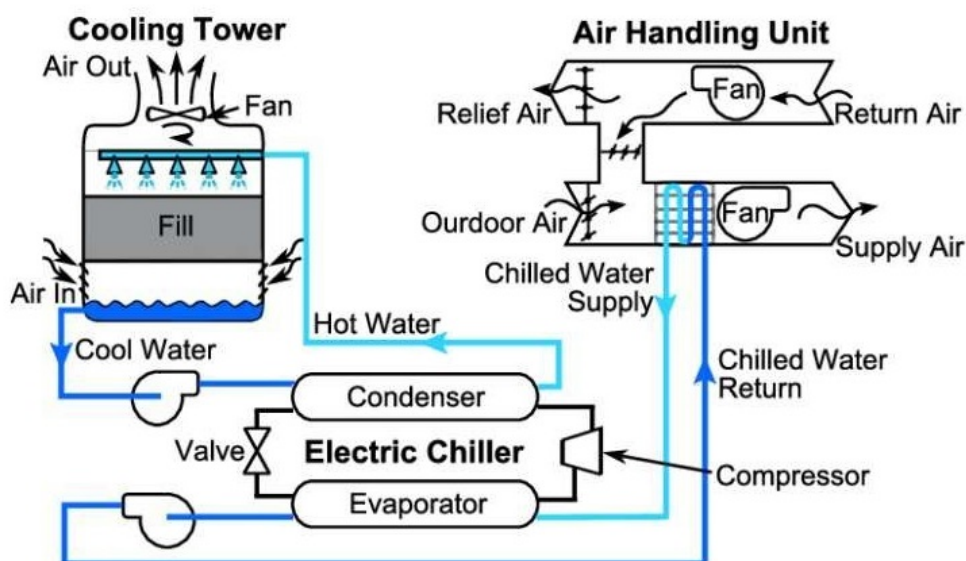 Cooling Tower
Air Handling Unit
Air Out
Fan
Fan
Relief Air
Return Air
Fill
Ourdoor Air
Fan
Supply Air
Air In
Chilled Water
Supply
Hot Water
Cool Water
Chilled Water
Return
Condenser
Valve
Electric Chiller
Compressor
Evaporator